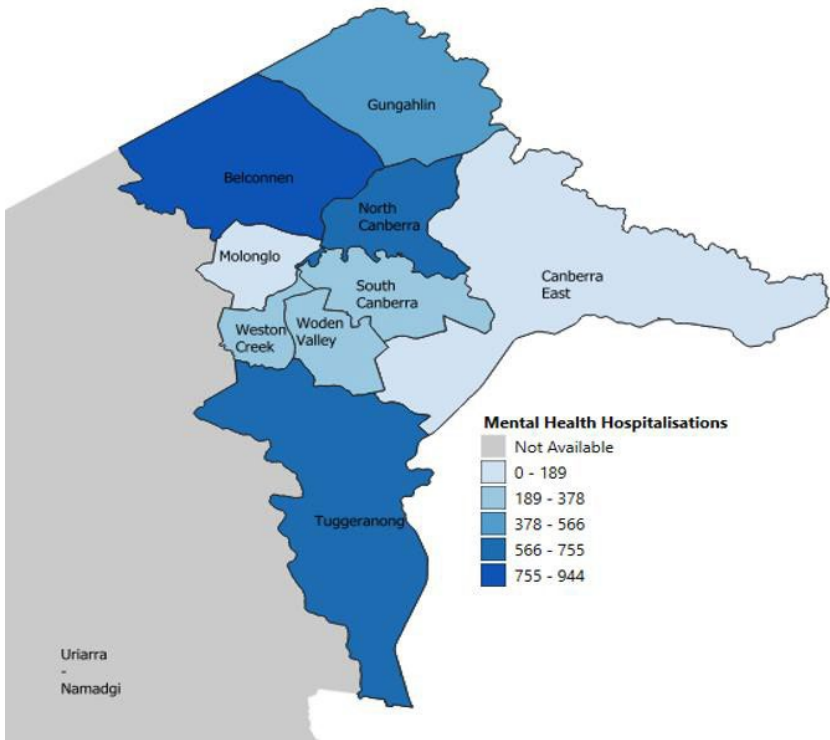 Gungahlin
Belconnen
North
Canberra
Molonglo
Canberra
East
South
Canberra
Weston
Creek
Woden
Valley
Mental Health Hospitalisations
Not Available
0 - 189
189 - 378
378 - 566
566 - 755
755 - 944
Tuggeranong
Uriarra
-
Namadgi